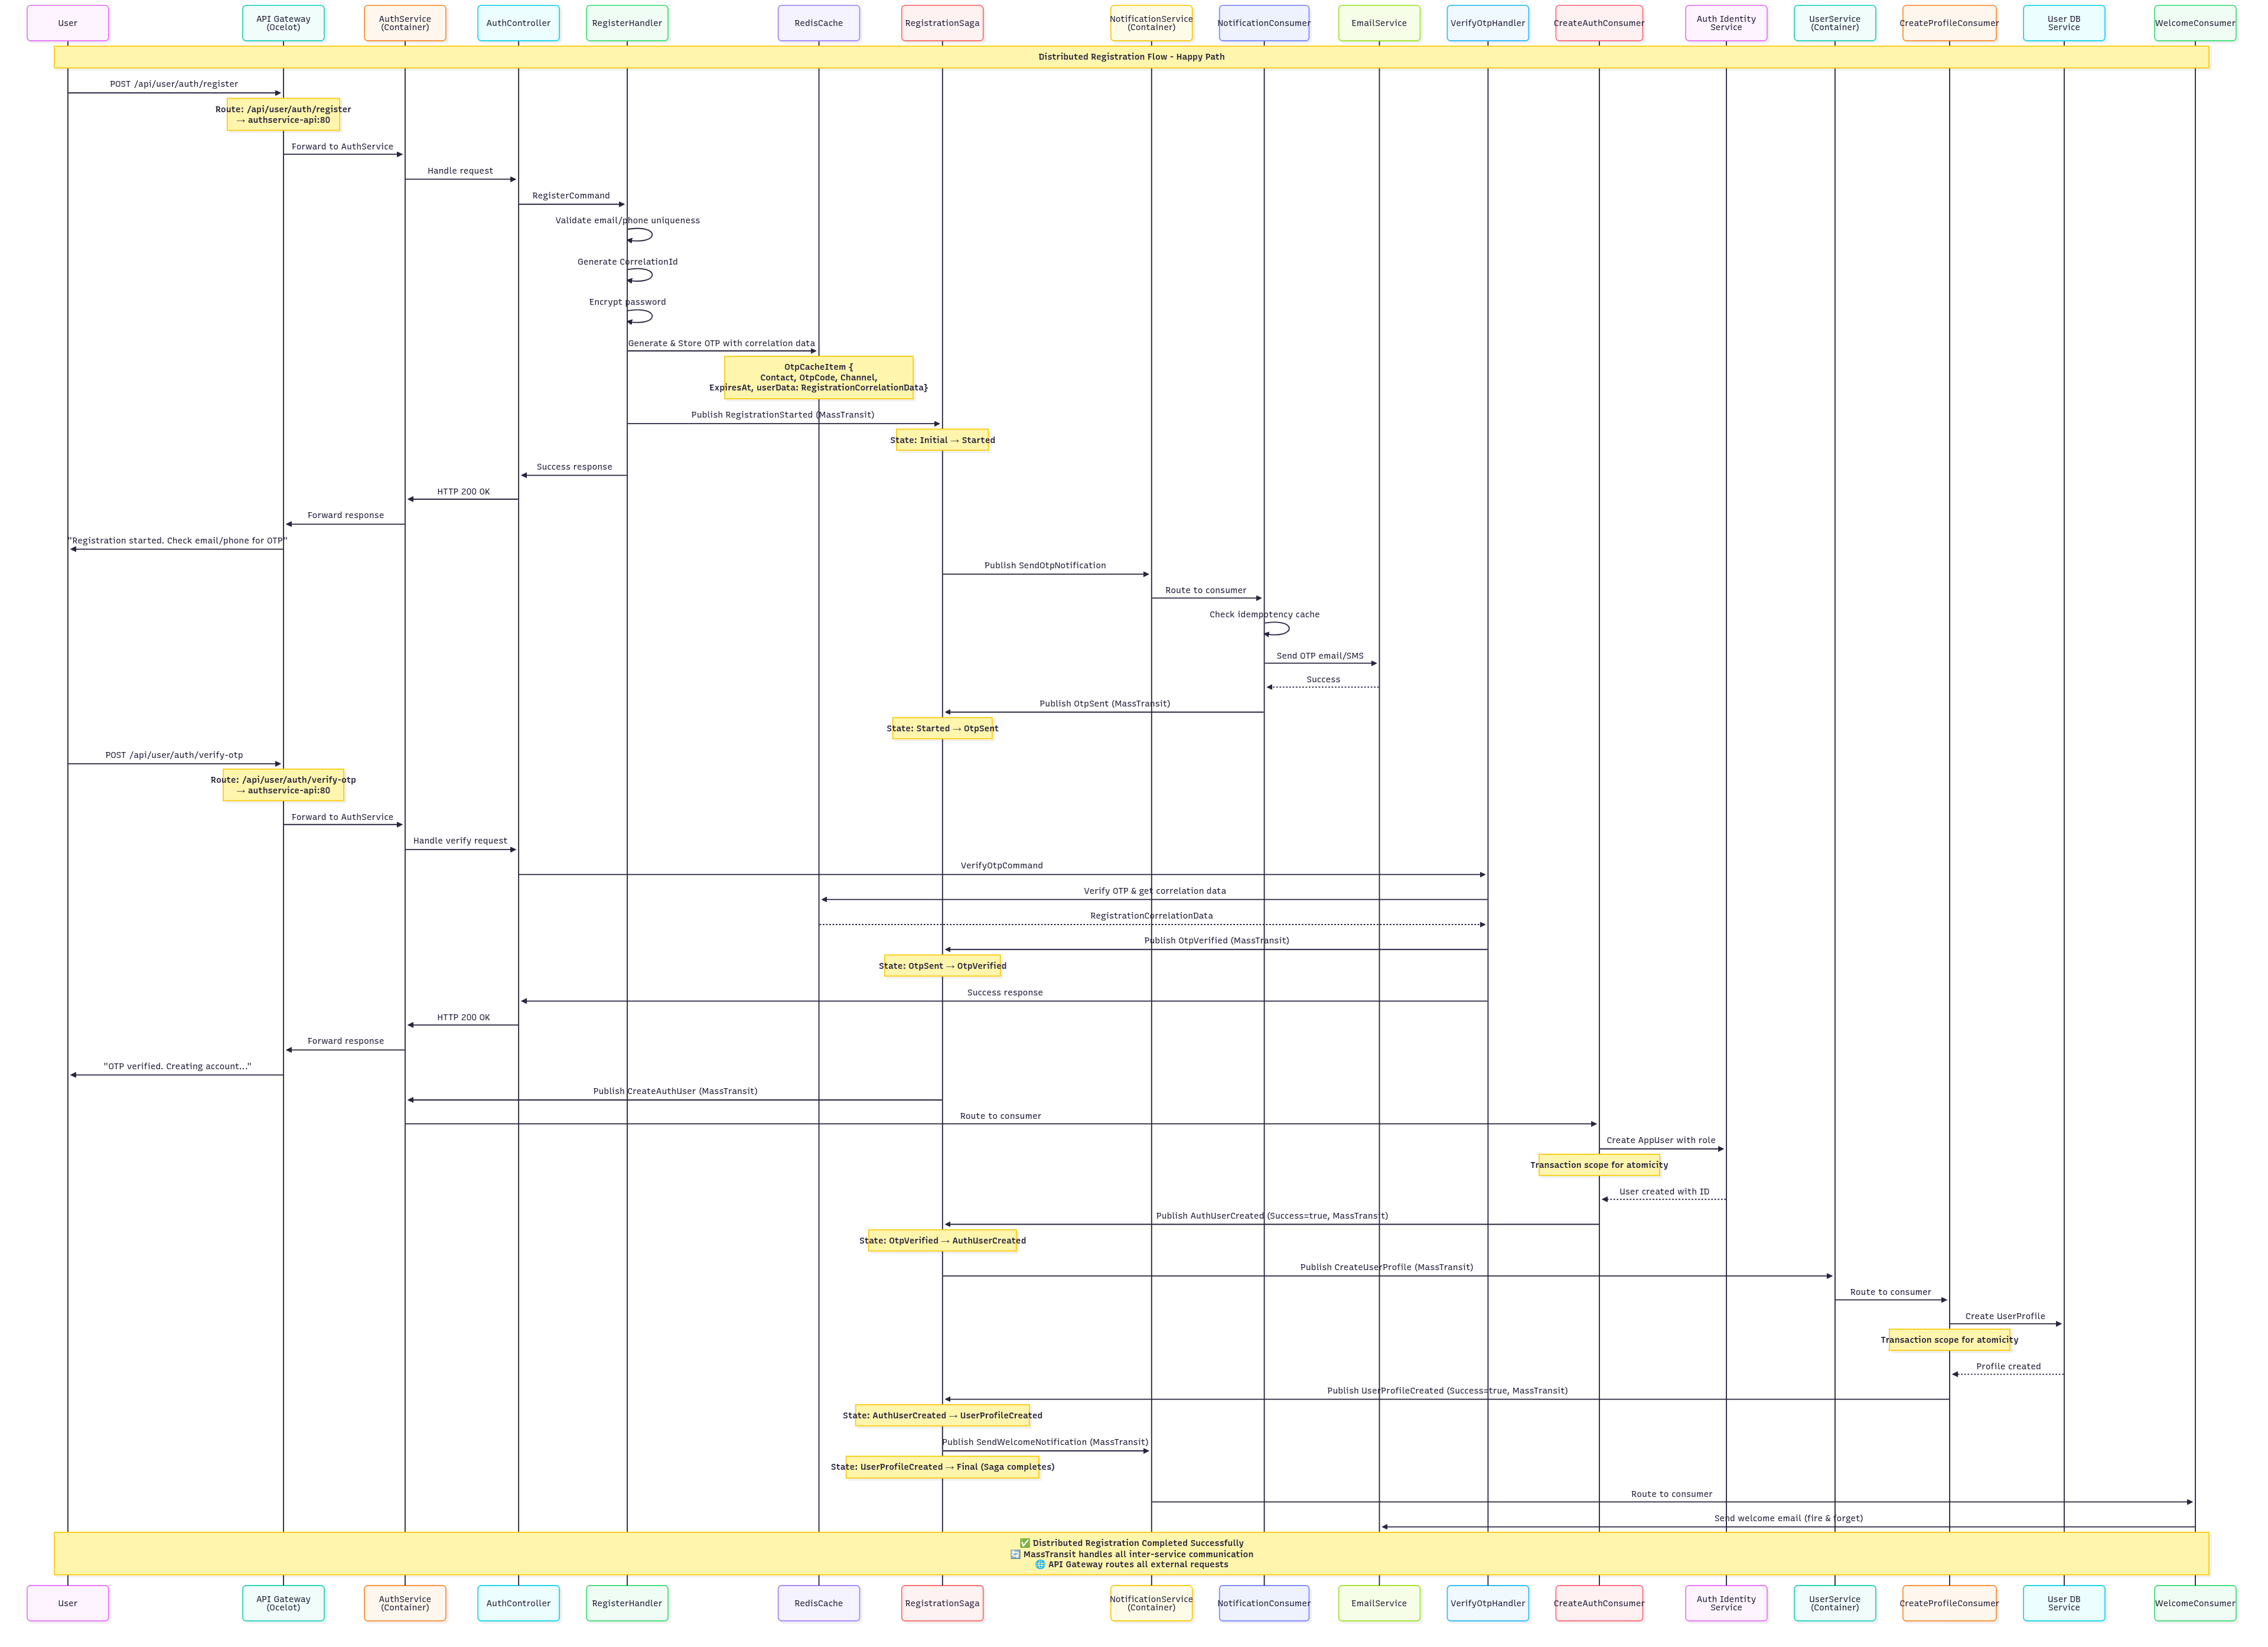 User
API Gateway
(Ocelot)
AuthService
(Container)
AuthController
RegisterHandler
RedisCache
RegistrationSaga
NotificationService
(Container)
NotificationConsumer
EmailService
VerifyOtpHandler
CreateAuthConsumer
Auth Identity
Service
UserService
(Container)
CreateProfileConsumer
User DB
Service
WelcomeConsumer
Distributed Registration Flow - Happy Path
POST /api/user/auth/register
Route: /api/user/auth/register
→ authservice-api:80
Forward to AuthService
Handle request
RegisterCommand
Validate email/phone uniqueness
Generate CorrelationId
Encrypt password
Generate & Store OTP with correlation data
OtpCacheItem {
Contact, OtpCode, Channel,
ExpiresAt, userData: RegistrationCorrelationData}
Publish RegistrationStarted (MassTransit)
State: Initial → Started
Success response
HTTP 200 OK
Forward response
"Registration started. Check email/phone for OTP"
Publish SendOtpNotification
Route to consumer
Check idempotency cache
Send OTP email/SMS
Success
Publish OtpSent (MassTransit)
State: Started → OtpSent
POST /api/user/auth/verify-otp
Route: /api/user/auth/verify-otp
→ authservice-api:80
Forward to AuthService
Handle verify request
VerifyOtpCommand
Verify OTP & get correlation data
RegistrationCorrelationData
Publish OtpVerified (MassTransit)
State: OtpSent → OtpVerified
Success response
HTTP 200 OK
Forward response
"OTP verified. Creating account..."
Publish CreateAuthUser (MassTransit)
Route to consumer
Create AppUser with role
Transaction scope for atomicity
User created with ID
Publish AuthUserCreated (Success=true, MassTransit)
State: OtpVerified → AuthUserCreated
Publish CreateUserProfile (MassTransit)
Route to consumer
Create UserProfile
Transaction scope for atomicity
Profile created
Publish UserProfileCreated (Success=true, MassTransit)
State: AuthUserCreated → UserProfileCreated
Publish SendWelcomeNotification (MassTransit)
State: UserProfileCreated → Final (Saga completes)
Route to consumer
Send welcome email (fire & forget)
✅ Distributed Registration Completed Successfully
🔄 MassTransit handles all inter-service communication
🌐 API Gateway routes all external requests
User
API Gateway
(Ocelot)
AuthService
(Container)
AuthController
RegisterHandler
RedisCache
RegistrationSaga
NotificationService
(Container)
NotificationConsumer
EmailService
VerifyOtpHandler
CreateAuthConsumer
Auth Identity
Service
UserService
(Container)
CreateProfileConsumer
User DB
Service
WelcomeConsumer